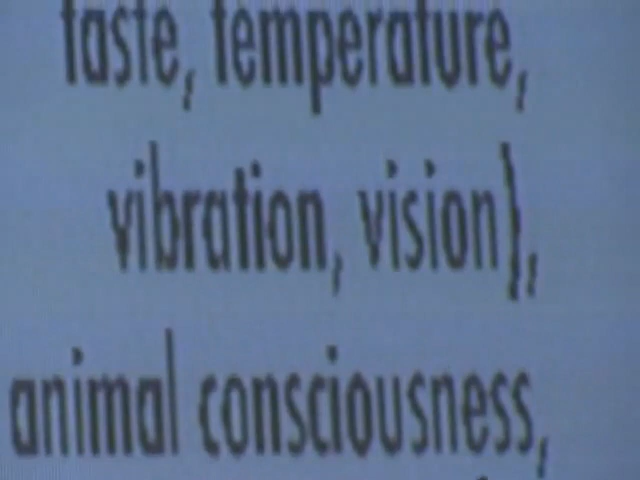 taste, temperature,
vibration, vision),
animal consciousness,